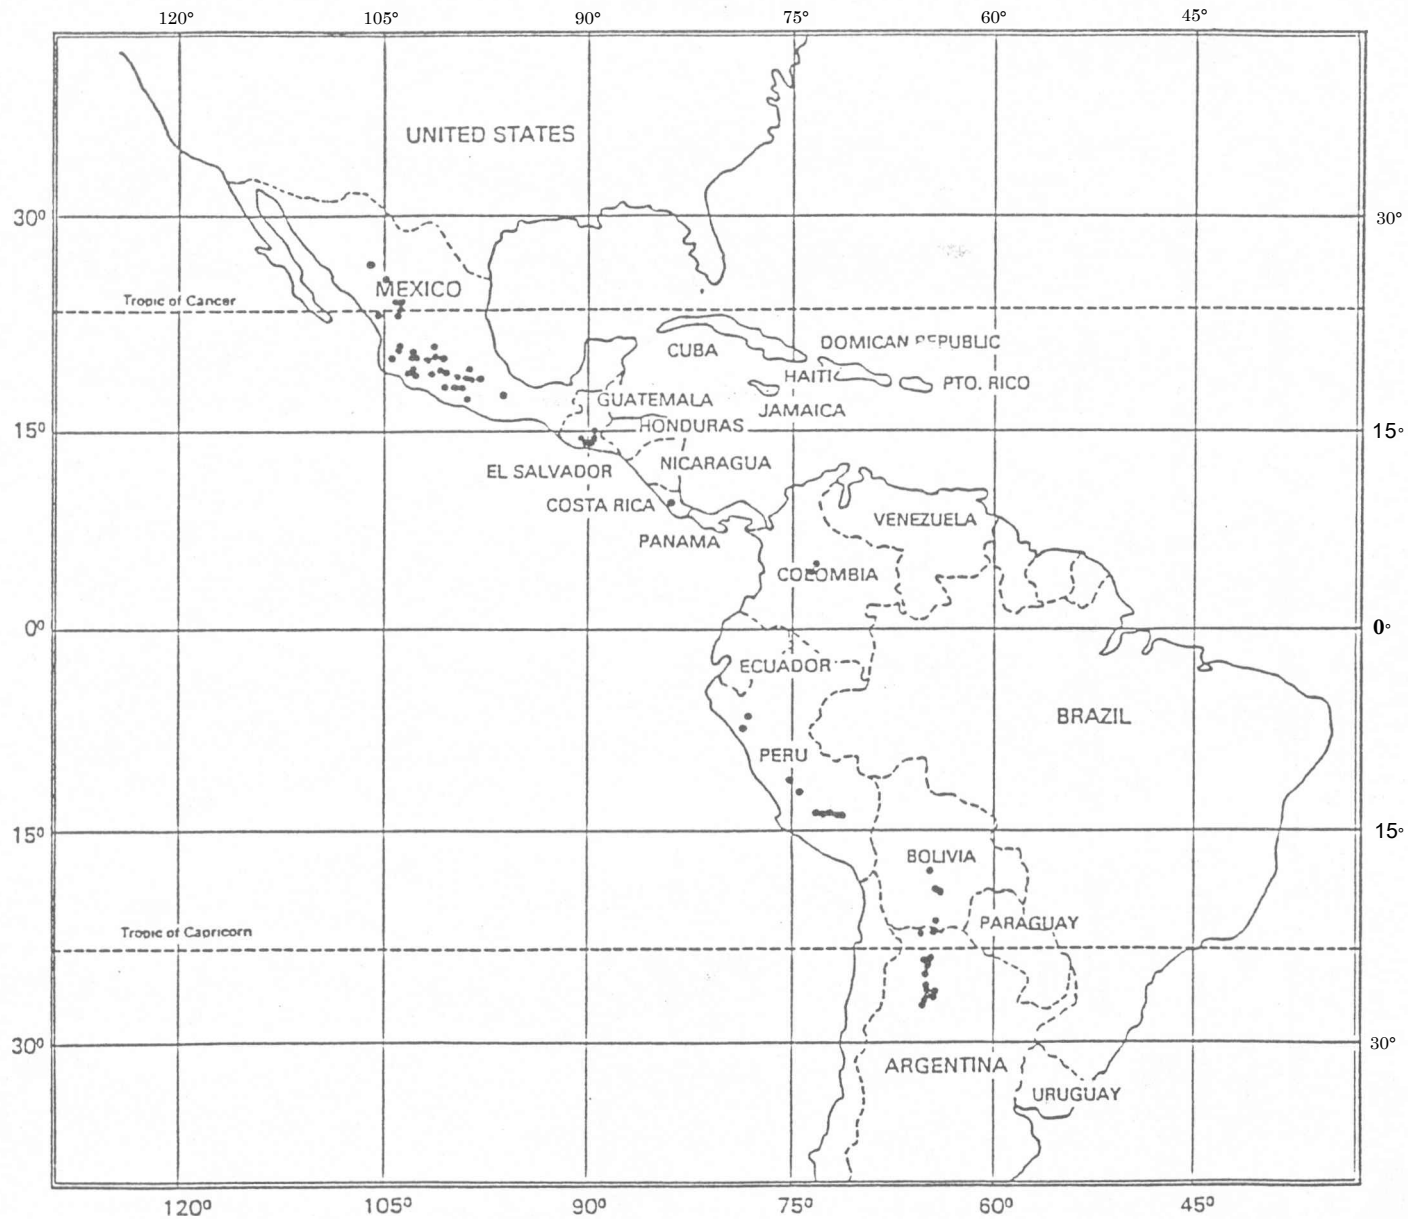 120° 105° 90° 75° 60° 45°
UNITED STATES
30° 30°
MEXICO
Tropic of Cancer
DOMICAN REPUBLIC
CUBA
HAITI
PTO. RICO
GUATEMALA
JAMAICA
HONDURAS
15° 15°
EL SALVADOR
NICARAGUA
COSTA RICA
VENEZUELA
PANAMA
COLOMBIA
0° 0°
ECUADOR
BRAZIL
PERU
15° 15°
BOLIVIA
PARAGUAY
Tropic of Capricorn
30° 30°
ARGENTINA
URUGUAY
120° 105° 90° 75° 60° 45°